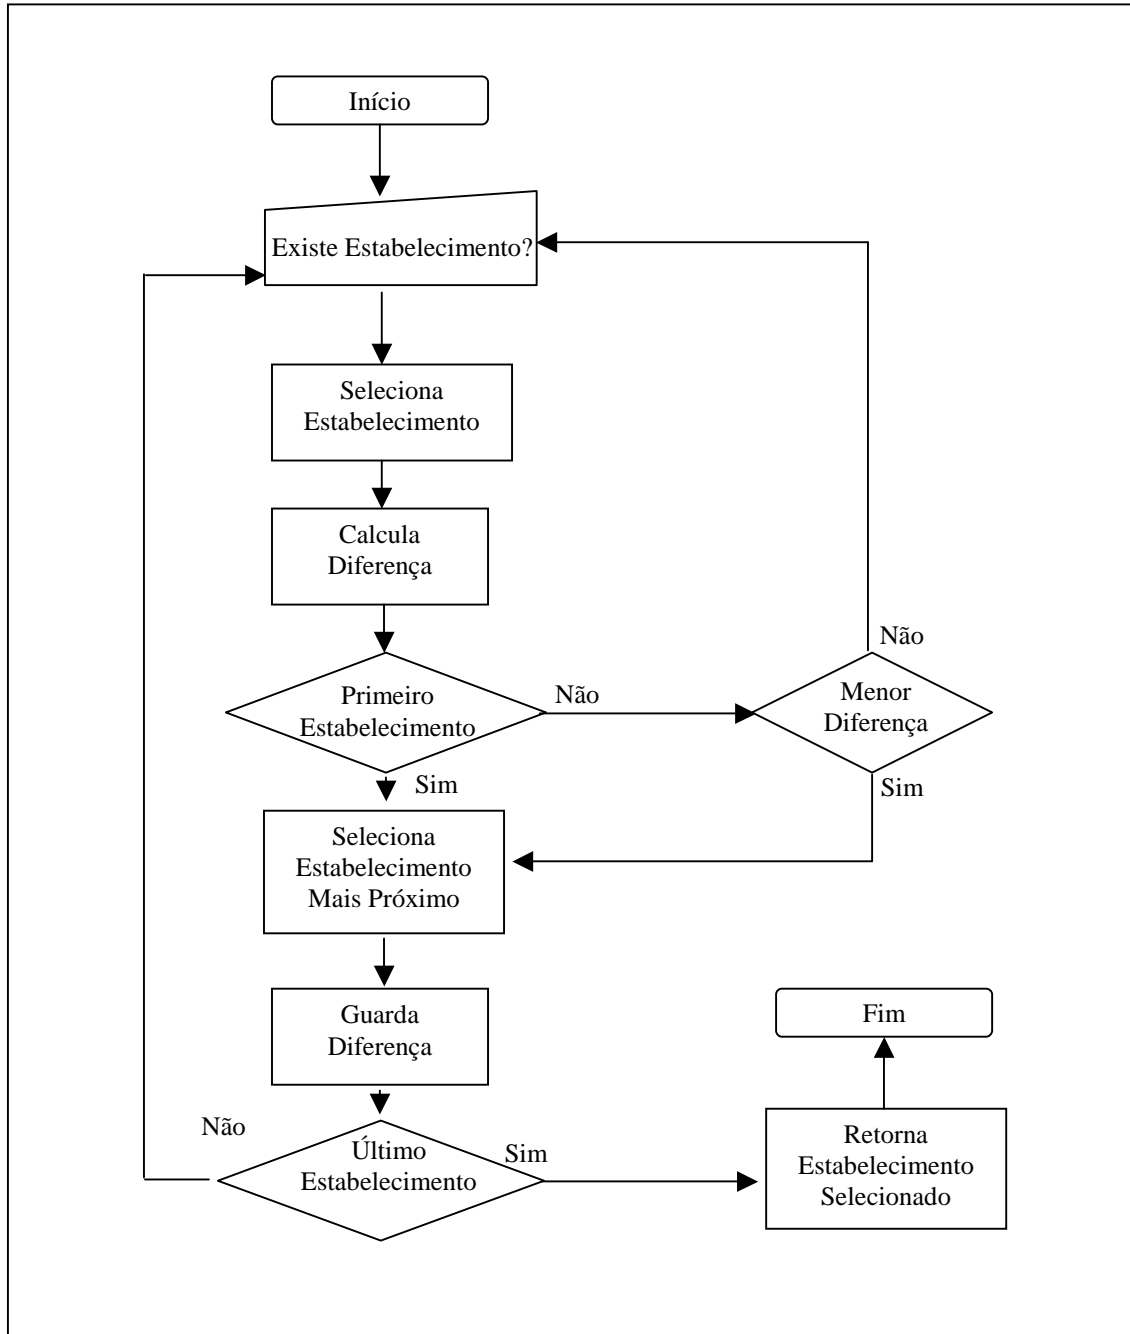 Início
Existe Estabelecimento?
Seleciona
Estabelecimento
Calcula
Diferença
Primeiro
Estabelecimento
Não
Menor
Diferença
Não
Sim
Sim
Seleciona
Estabelecimento
Mais Próximo
Guarda
Diferença
Último
Estabelecimento
Não
Sim
Retorna
Estabelecimento
Selecionado
Fim